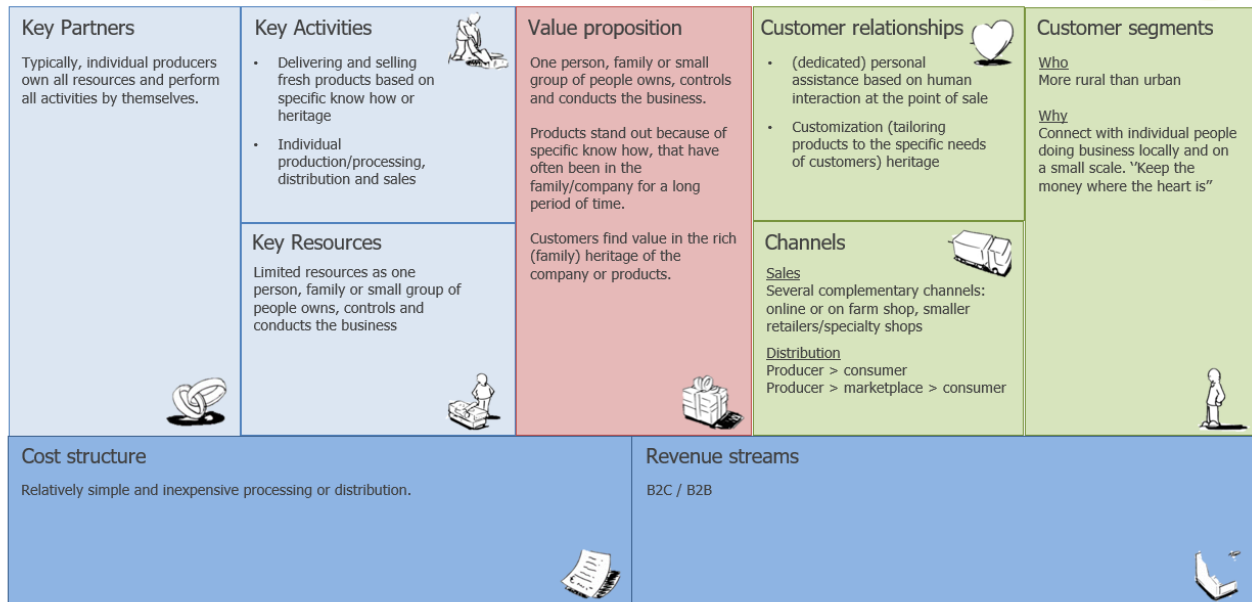 Key Partners
Typically, individual producers
own all resources and perform
all activities by themselves.
Key Activities
• Delivering and selling
fresh products based on
specific know how or
heritage
• Individual
production/processing,
distribution and sales
Key Resources
Limited resources as one
person, family or small group of
people owns, controls and
conducts the business
Value proposition
One person, family or small
group of people owns, controls
and conducts the business.
Products stand out because of
specific know how, that have
often been in the
family/company for a long
period of time.
Customers find value in the rich
(family) heritage of the
company or products.
Customer relationships
• (dedicated) personal
assistance based on human
interaction at the point of sale
• Customization (tailoring
products to the specific needs
of customers) heritage
Channels
Sales
Several complementary channels:
online or on farm shop, smaller
retailers/specialty shops
Distribution
Producer > consumer
Producer > marketplace > consumer
Customer segments
Who
More rural than urban
Why
Connect with individual people
doing business locally and on
a small scale. ‘’Keep the
money where the heart is”
Cost structure
Relatively simple and inexpensive processing or distribution.
Revenue streams
B2C / B2B